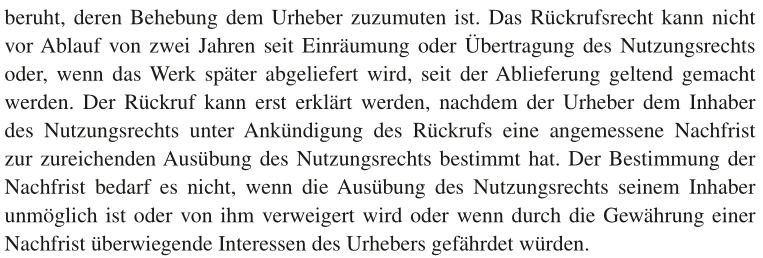 beruht, deren Behebung dem Urheber zuzumuten ist. Das Rückrufsrecht kann nicht
vor Ablauf von zwei Jahren seit Einräumung oder Übertragung des Nutzungsrechts
oder, wenn das Werk später abgeliefert wird, seit der Ablieferung geltend gemacht
werden. Der Rückruf kann erst erklärt werden, nachdem der Urheber dem Inhaber
des Nutzungsrechts unter Ankündigung des Rückrufs eine angemessene Nachfrist
zur zureichenden Ausübung des Nutzungsrechts bestimmt hat. Der Bestimmung der
Nachfrist bedarf es nicht, wenn die Ausübung des Nutzungsrechts seinem Inhaber
unmöglich ist oder von ihm verweigert wird oder wenn durch die Gewährung einer
Nachfrist überwiegende Interessen des Urhebers gefährdet würden.